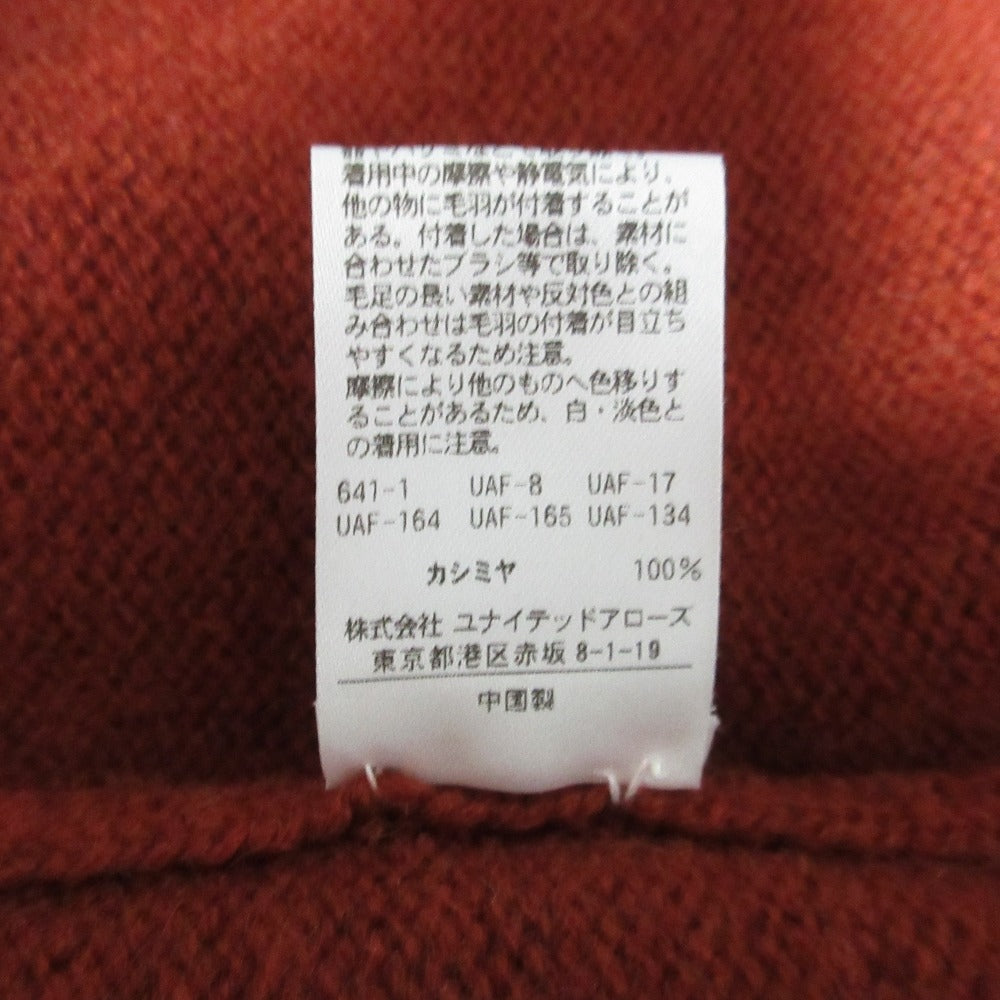 着用中の摩擦や静電気により、
他の物に毛羽が付着することが
ある。付着した場合は、素材に
合わせたブラシ等で取り除く。
毛足の長い素材や反対色との組
み合わせは毛羽の付着が目立ち
やすくなるため注意。
摩擦により他のものへ色移りす
ることがあるため、白・淡色と
の着用に注意。
641-1 UAF-8 UAF-17
UAF-164 UAF-165 UAF-134
カシミヤ 100%
株式会社 ユナイテッドアローズ
東京都港区赤坂 8-1-19
中国製